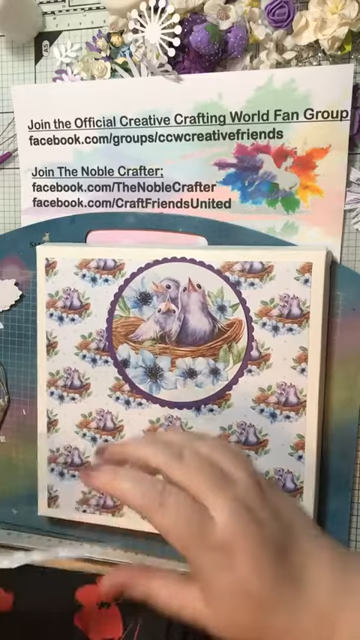 Join the Official Creative Crafting World Fan Group
facebook.com/groups/ccwcreativefriends
Join The Noble Crafter;
facebook.com/TheNobleCrafter
facebook.com/CraftFriendsUnited